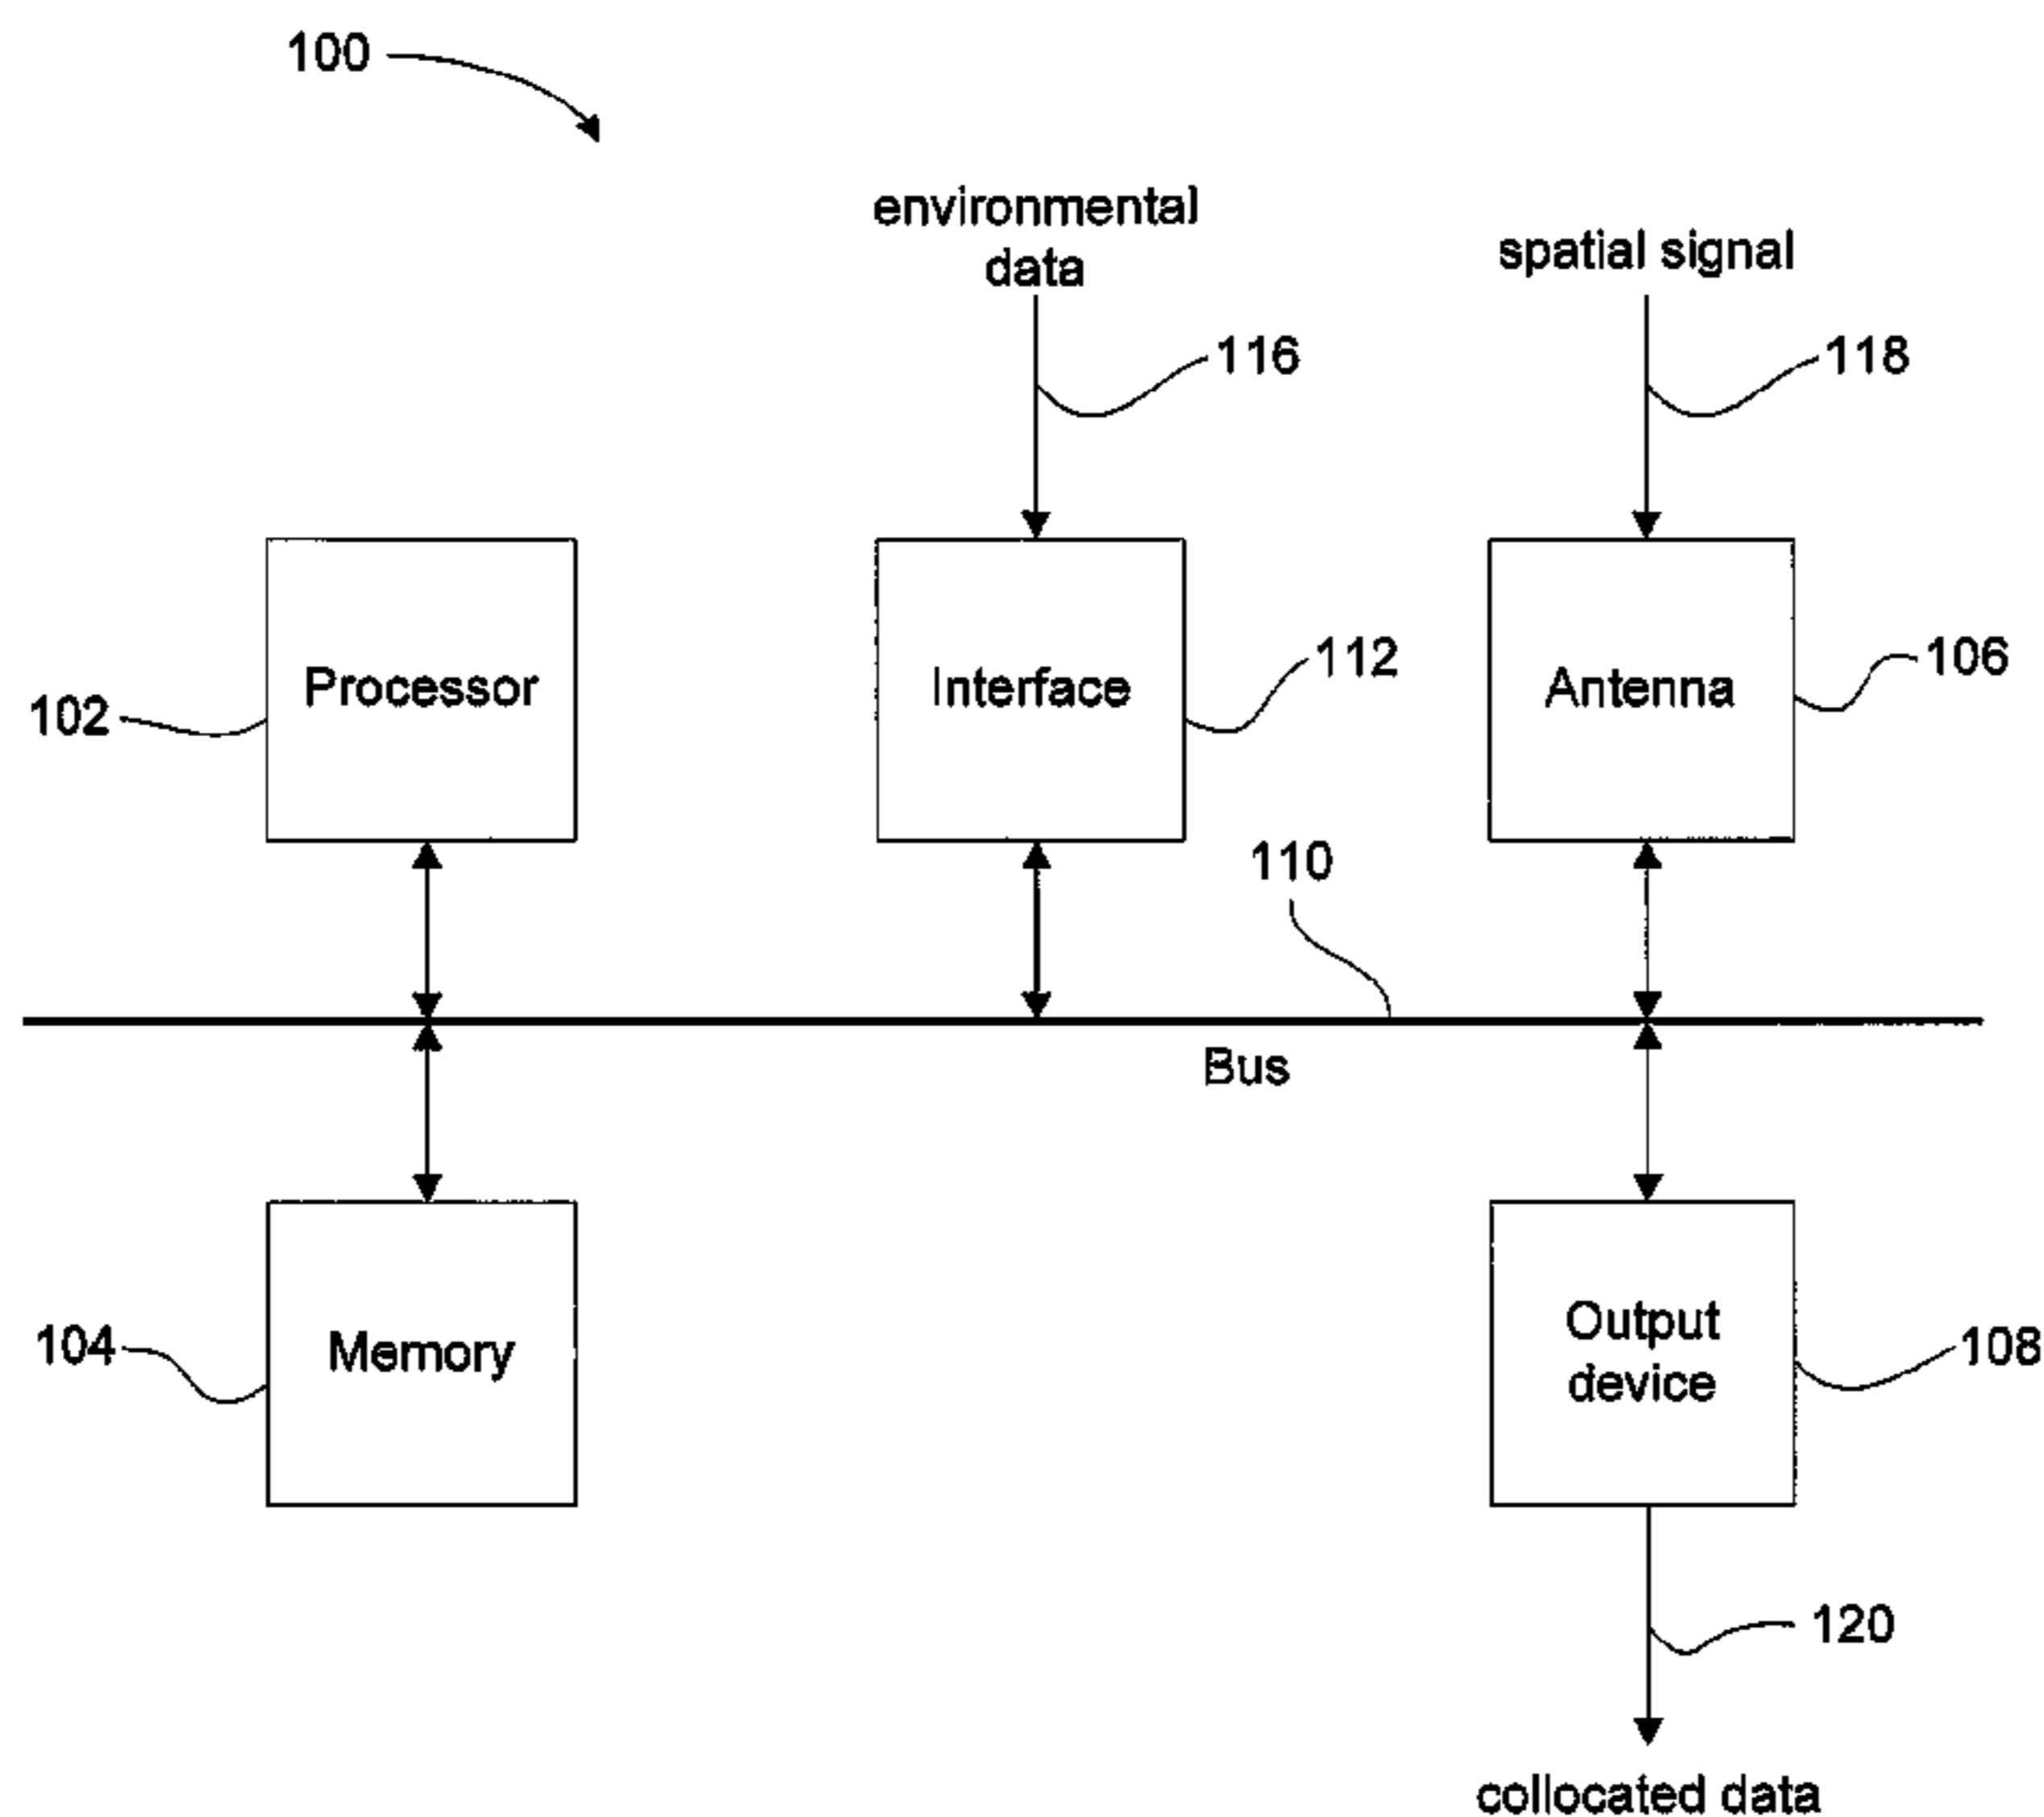 100
environmental
data
spatial signal
116
118
Processor
Interface
Antenna
102
112
106
110
Bus
104
Memory
Output
device
108
120
collocated data